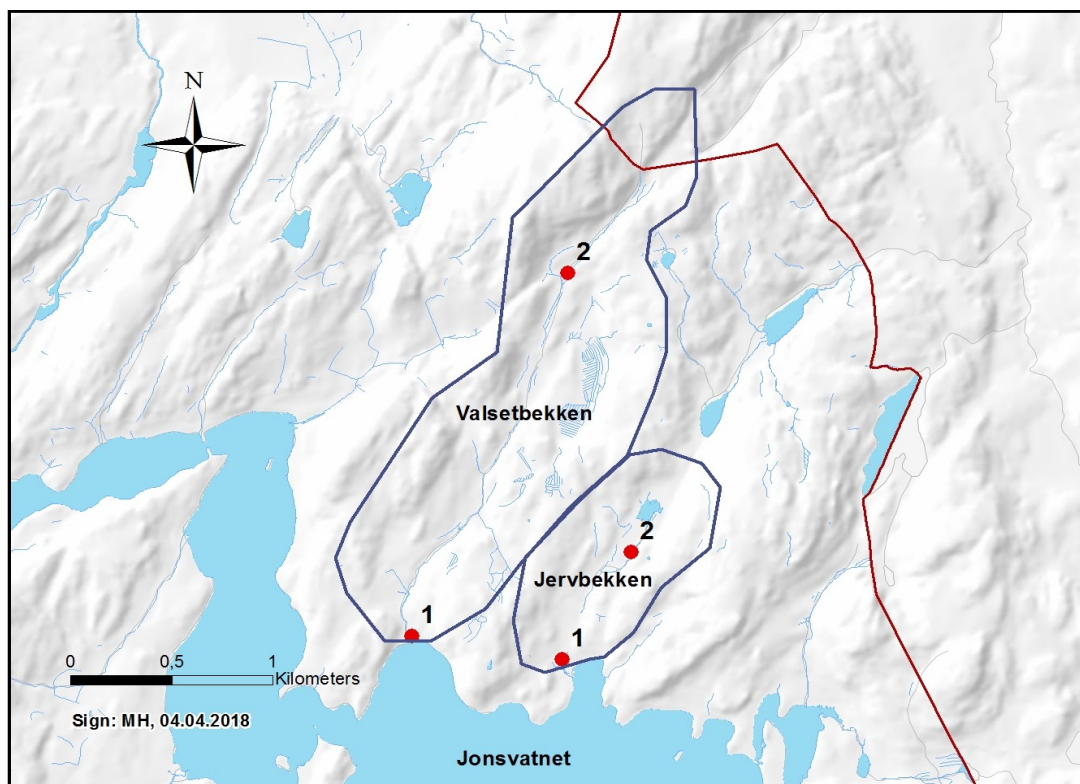 N
2
Valsetbekken
2
Jervbekken
1
1
0 0,5 1
Kilometers
Sign: MH, 04.04.2018
Jonsvatnet